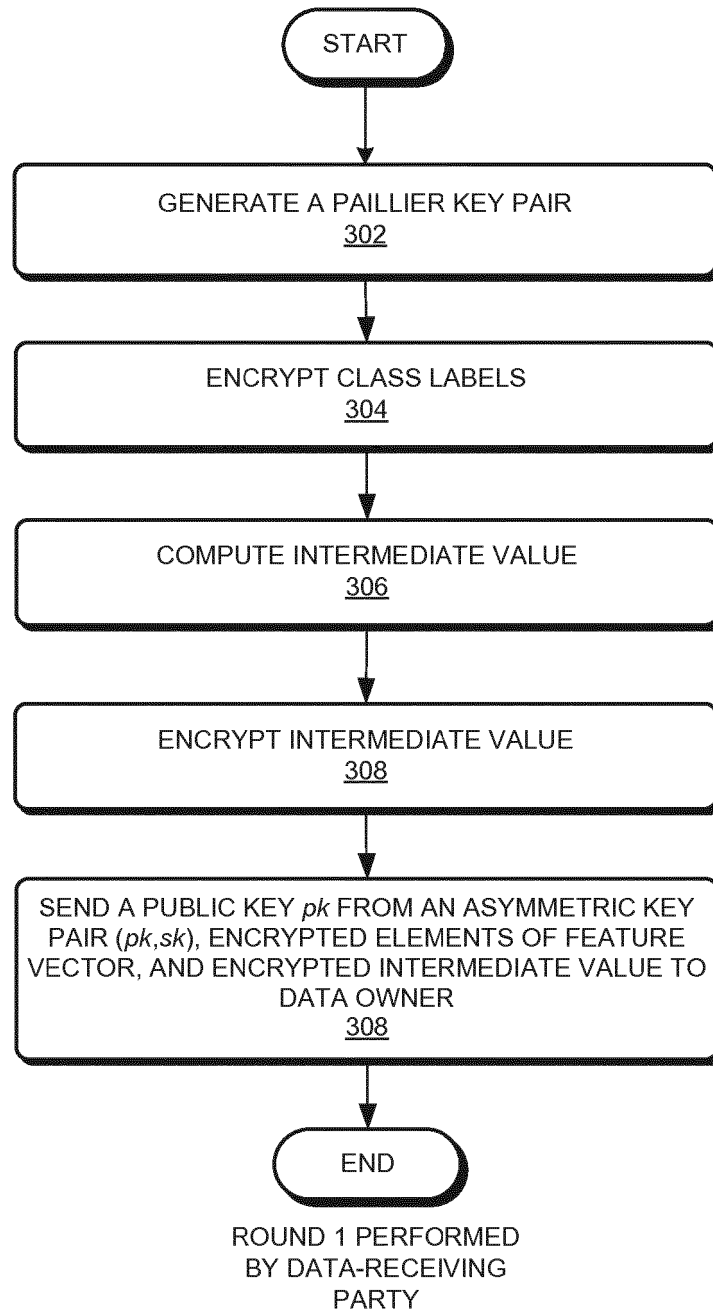 START
GENERATE A PAILLIER KEY PAIR
302
ENCRYPT CLASS LABELS
304
COMPUTE INTERMEDIATE VALUE
306
ENCRYPT INTERMEDIATE VALUE
308
SEND A PUBLIC KEY pk FROM AN ASYMMETRIC KEY
PAIR (pk,sk), ENCRYPTED ELEMENTS OF FEATURE
VECTOR, AND ENCRYPTED INTERMEDIATE VALUE TO
DATA OWNER
308
END
ROUND 1 PERFORMED
BY DATA-RECEIVING
PARTY